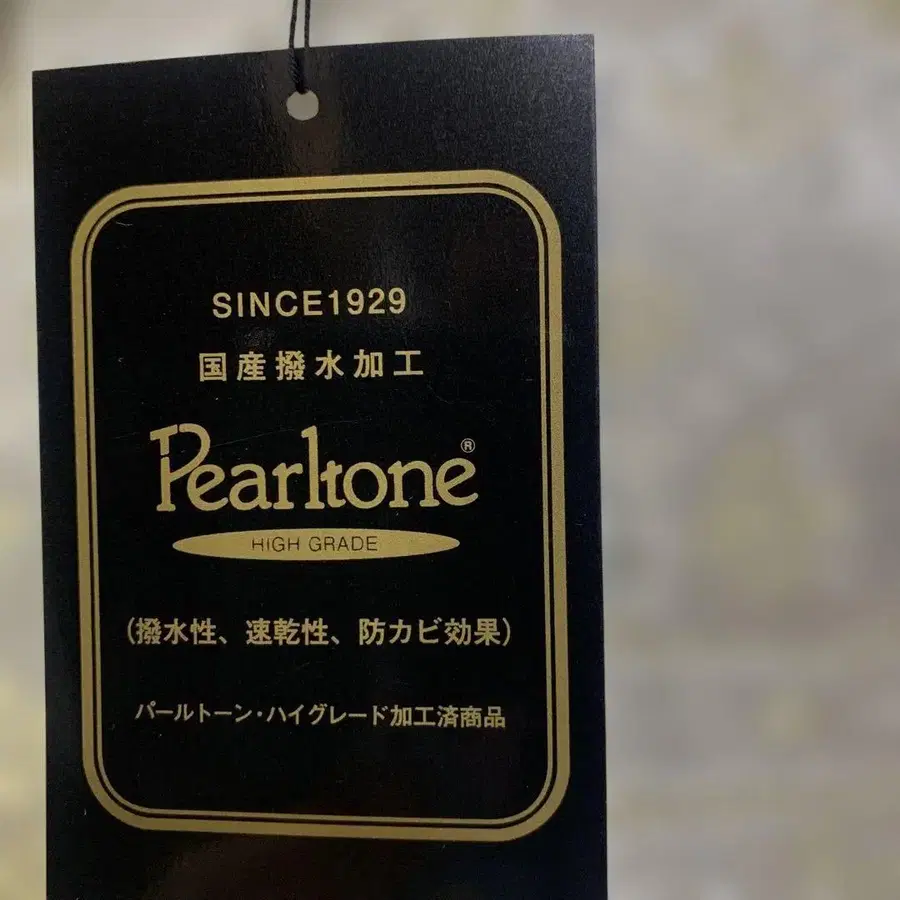 SINCE1929
国産撥水加工
Pearltone®
HIGH GRADE
(撥水性、速乾性、防カビ効果)
パールトーン・ハイグレード加工済商品